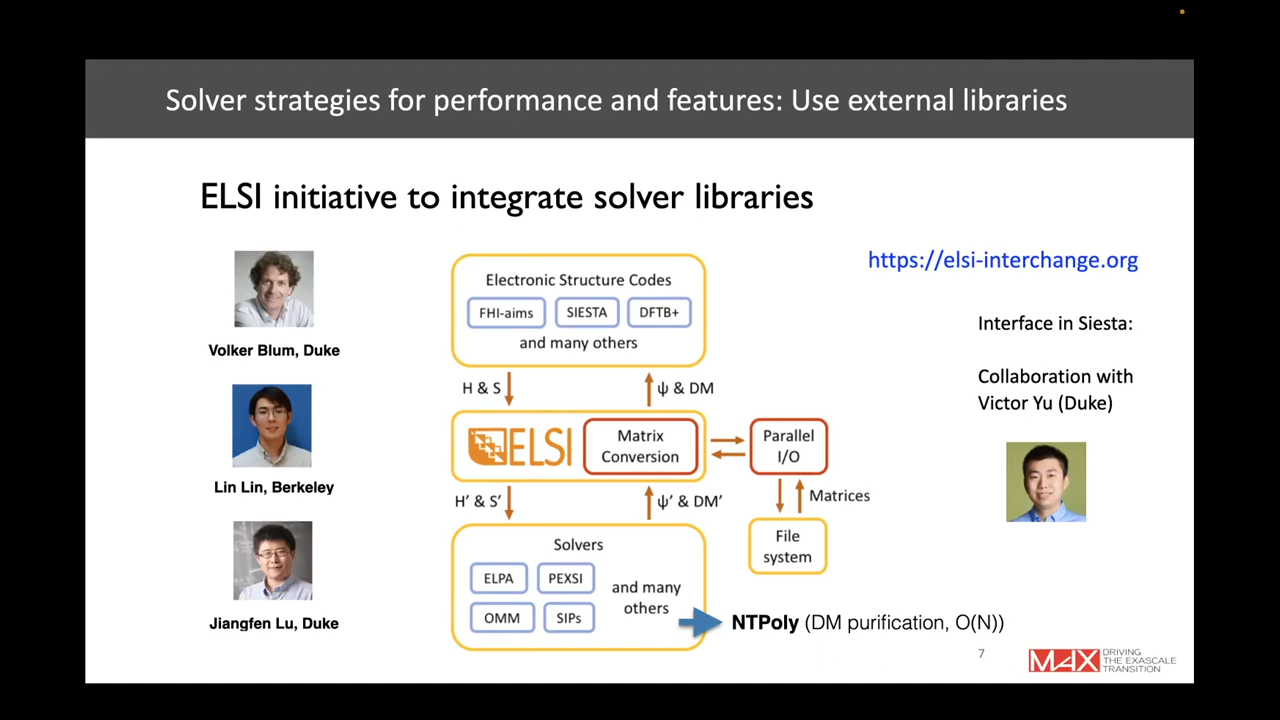 Solver strategies for performance and features: Use external libraries
ELSI initiative to integrate solver libraries
Volker Blum, Duke
Lin Lin, Berkeley
Jiangfen Lu, Duke
Electronic Structure Codes
FHI-aims
SIESTA
DFTB+
and many others
H & S
ψ & DM
ELSI
Matrix
Conversion
Parallel
I/O
H’ & S’
ψ’ & DM’
Matrices
File
system
Solvers
ELPA
PEXSI
OMM
SIPs
and many
others
NTPoly (DM purification, O(N))
https://elsi-interchange.org
Interface in Siesta:
Collaboration with
Victor Yu (Duke)
7
MAX
DRIVING
THE EXASCALE
TRANSITION